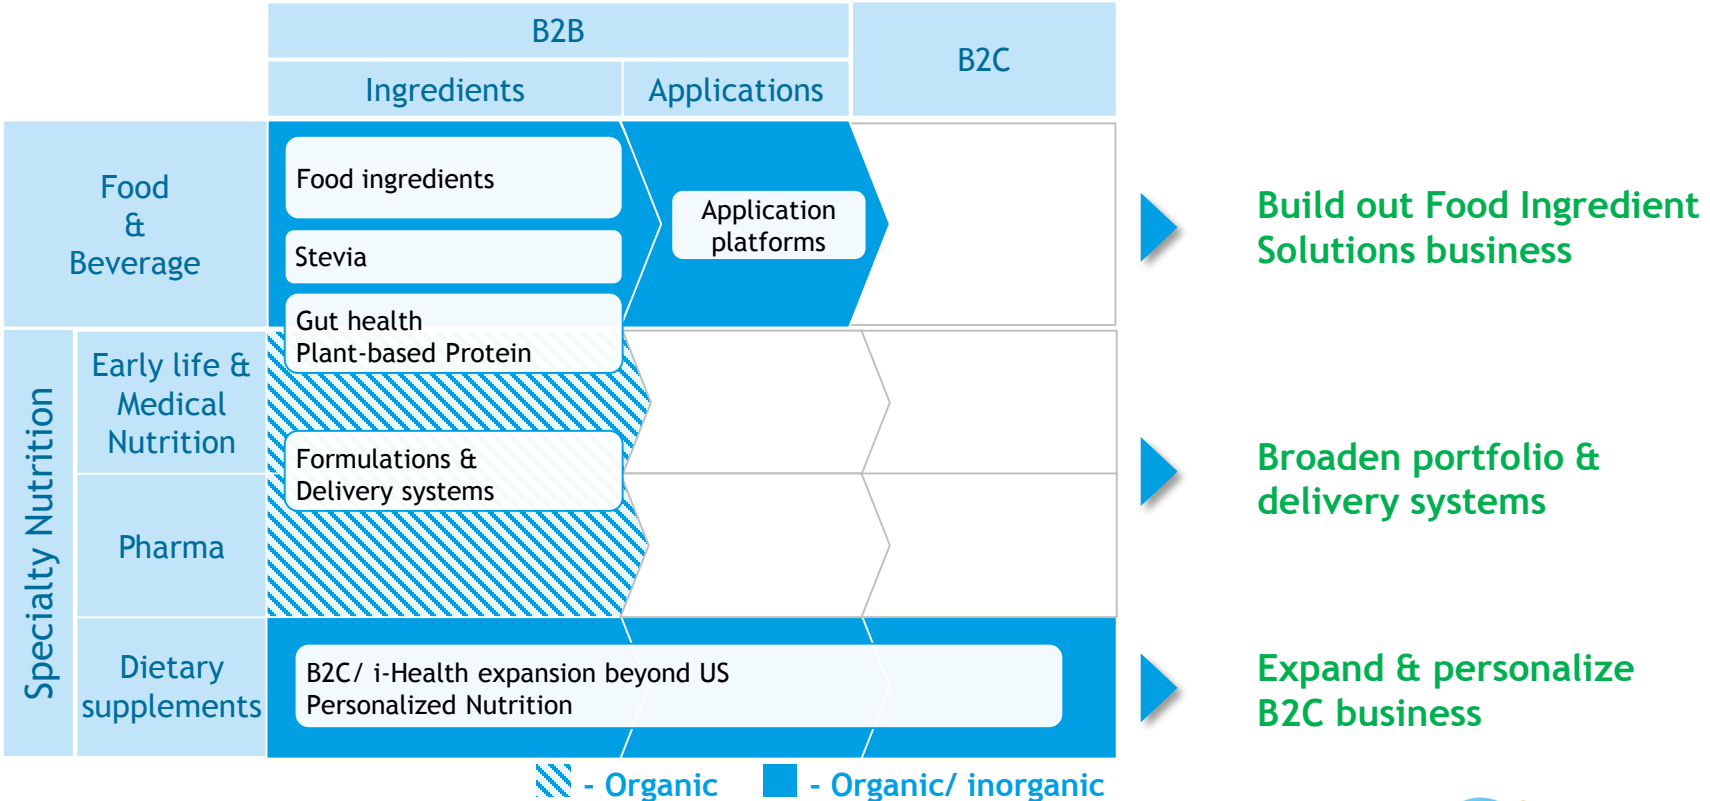 B2B
B2C
Ingredients
Applications
Food
&
Beverage
Food ingredients
Stevia
Application
platforms
Build out Food Ingredient
Solutions business
Specialty Nutrition
Early life &
Medical
Nutrition
Gut health
Plant-based Protein
Formulations &
Delivery systems
Broaden portfolio &
delivery systems
Pharma
Dietary
supplements
B2C/ i-Health expansion beyond US
Personalized Nutrition
Expand & personalize
B2C business
- Organic
- Organic/ inorganic